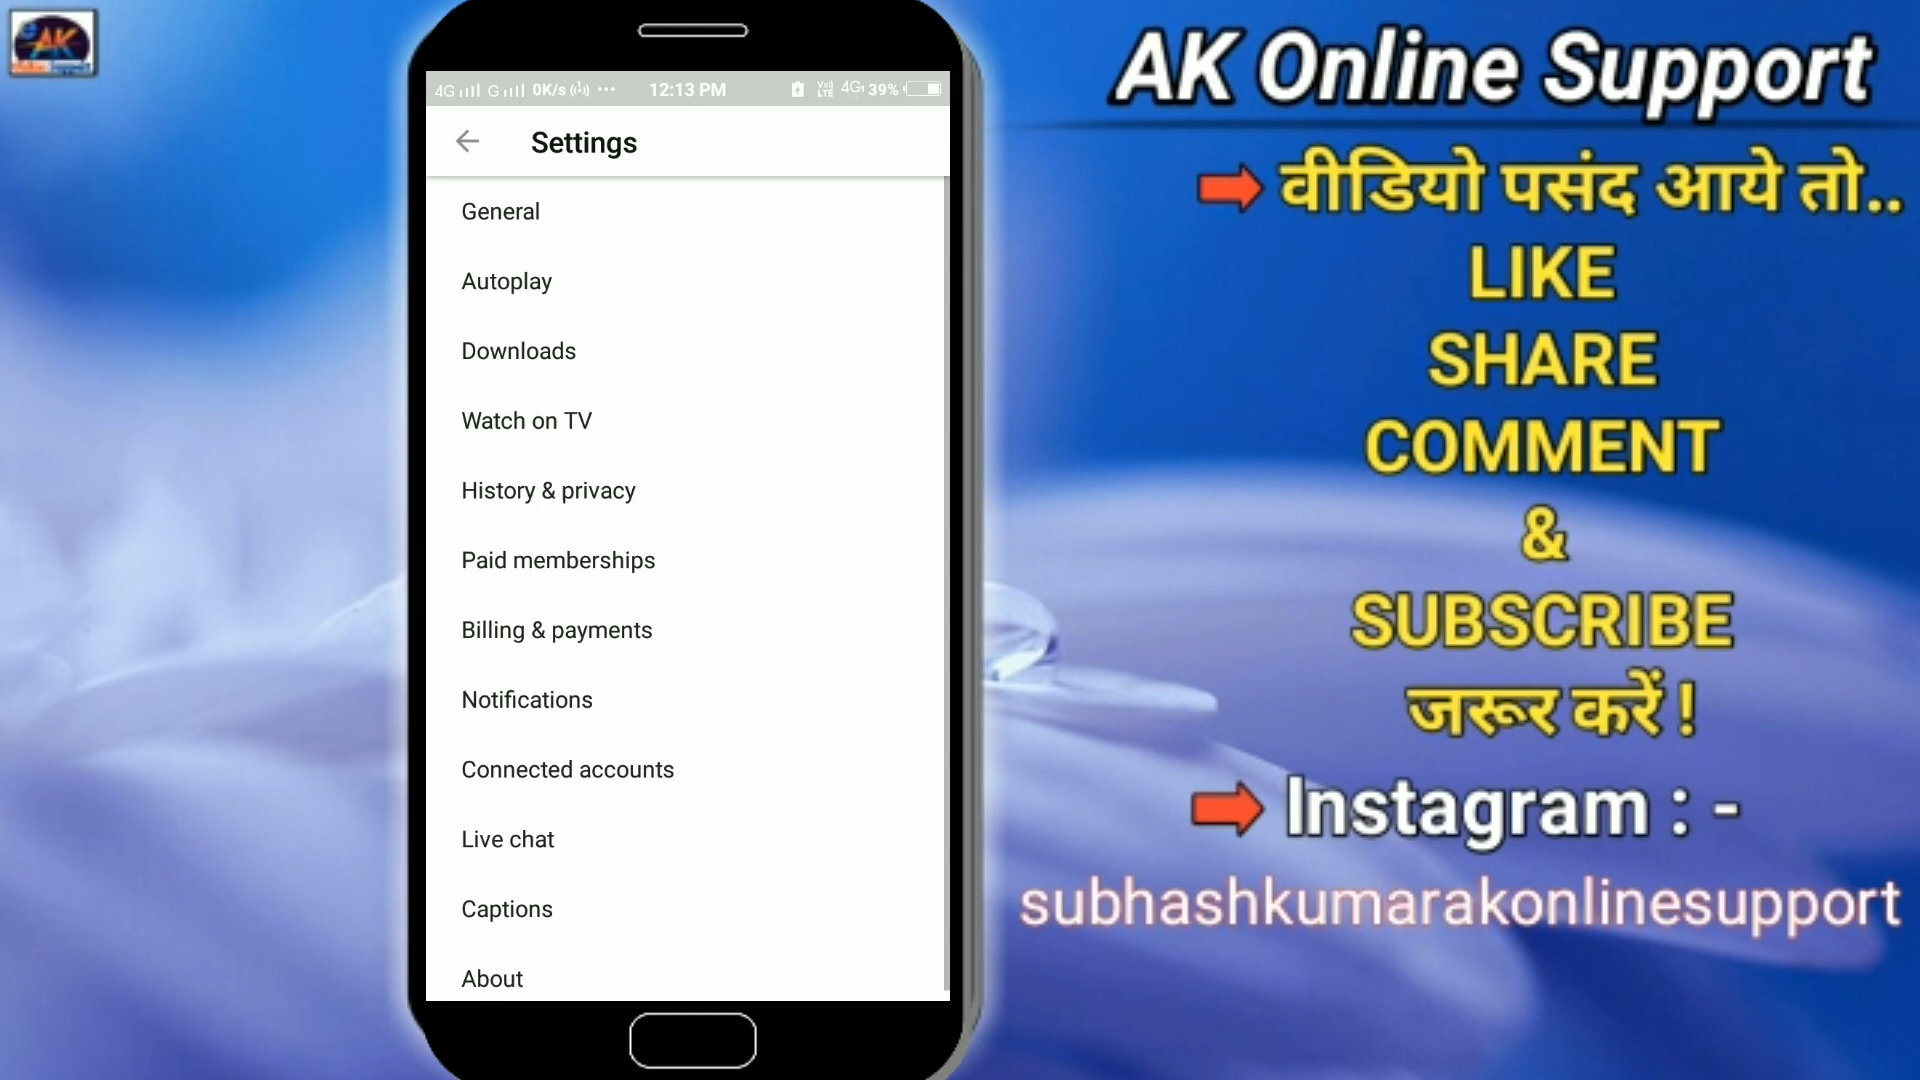 AK
4G G 0K/s ... 12:13 PM VoLTE 4G 39%
Settings
General
Autoplay
Downloads
Watch on TV
History & privacy
Paid memberships
Billing & payments
Notifications
Connected accounts
Live chat
Captions
About
AK Online Support
वीडियो पसंद आये तो..
LIKE
SHARE
COMMENT
&
SUBSCRIBE
जरूर करें !
Instagram : -
subhashkumarakonlinesupport